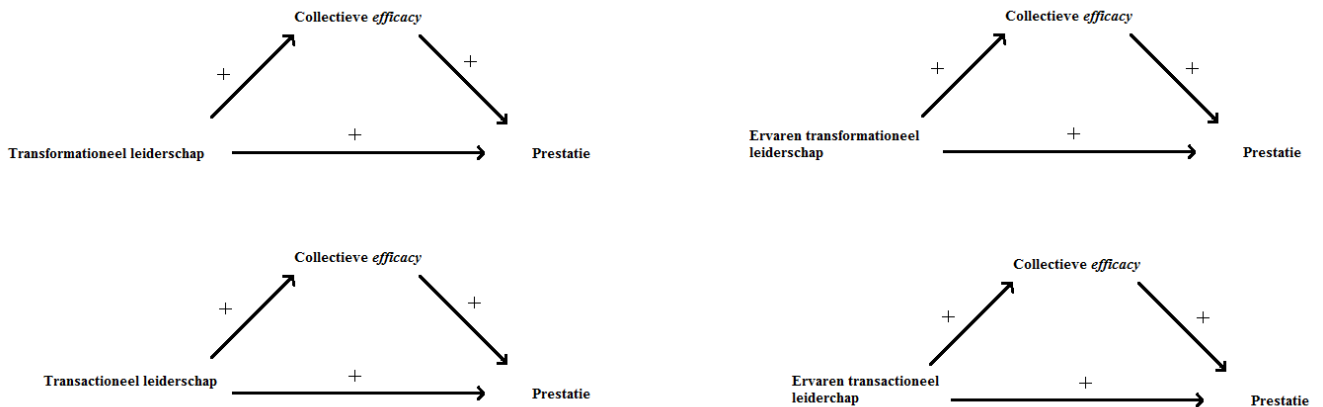 Collectieve efficacy
+
+
+
Transformationeel leiderschap
Prestatie
Collectieve efficacy
+
+
+
Ervaren transformationeel
leiderschap
Prestatie
Collectieve efficacy
+
+
+
Transactioneel leiderschap
Prestatie
Collectieve efficacy
+
+
+
Ervaren transactioneel
leiderchap
Prestatie